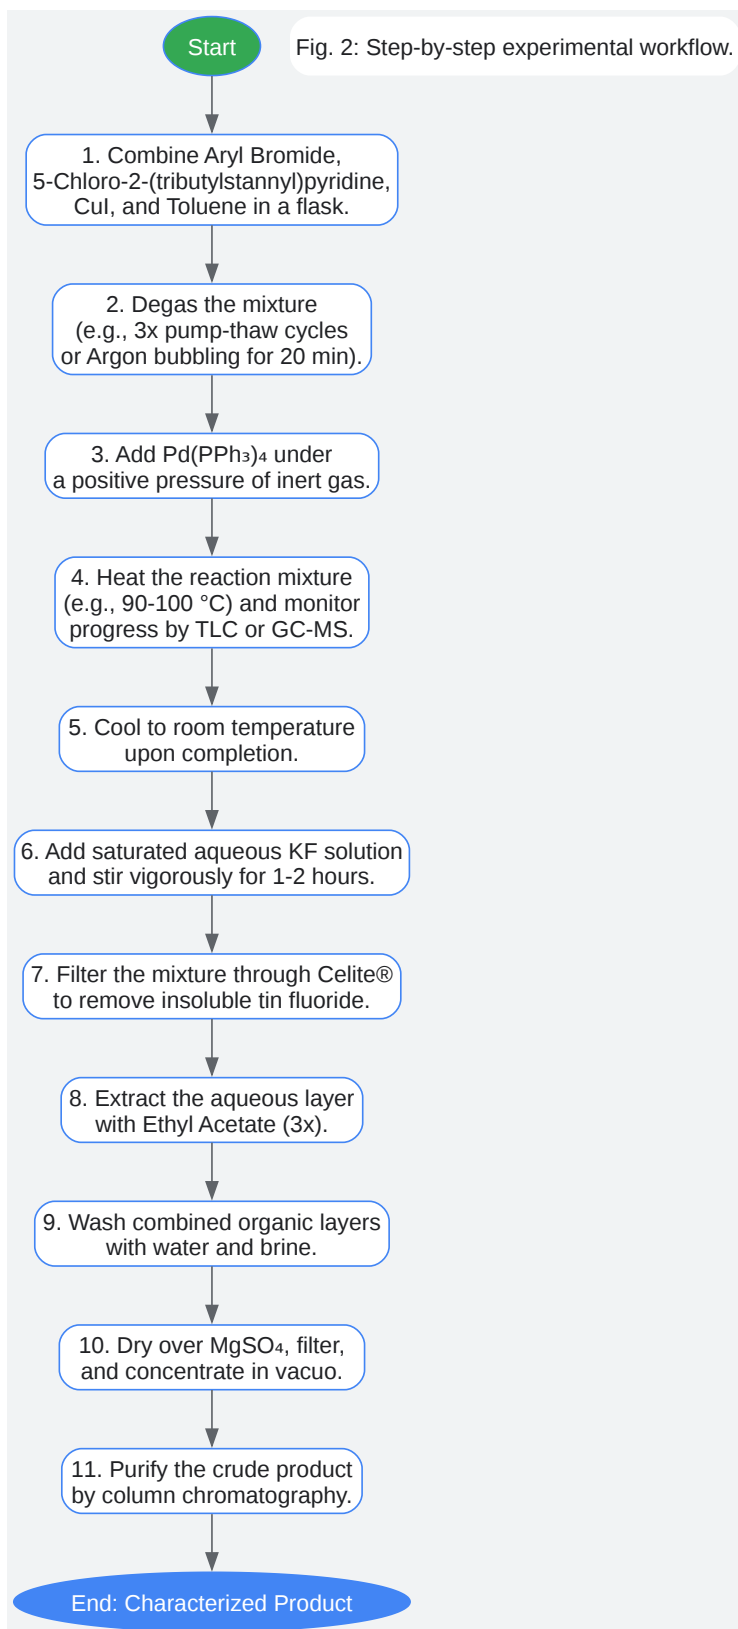 Start
Fig. 2: Step-by-step experimental workflow.
1. Combine Aryl Bromide,
5-Chloro-2-(tributylstannyl)pyridine,
CuI, and Toluene in a flask.
2. Degas the mixture
(e.g., 3x pump-thaw cycles
or Argon bubbling for 20 min).
3. Add Pd(PPh₃)₄ under
a positive pressure of inert gas.
4. Heat the reaction mixture
(e.g., 90-100 °C) and monitor
progress by TLC or GC-MS.
5. Cool to room temperature
upon completion.
6. Add saturated aqueous KF solution
and stir vigorously for 1-2 hours.
7. Filter the mixture through Celite®
to remove insoluble tin fluoride.
8. Extract the aqueous layer
with Ethyl Acetate (3x).
9. Wash combined organic layers
with water and brine.
10. Dry over MgSO₄, filter,
and concentrate in vacuo.
11. Purify the crude product
by column chromatography.
End: Characterized Product